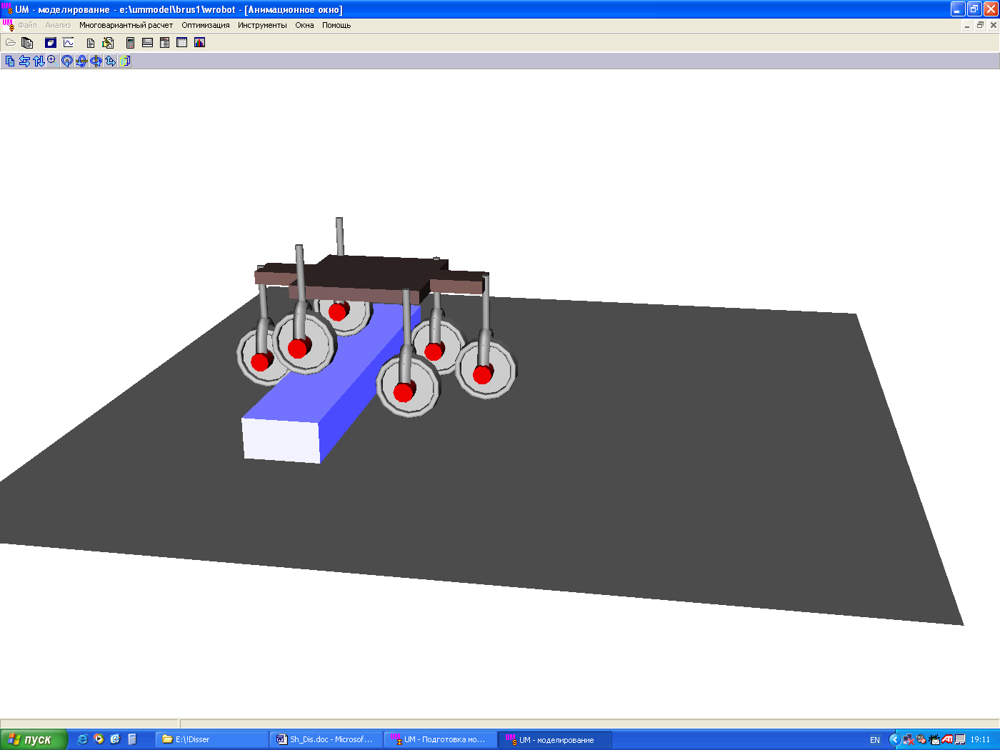 UM - моделирование - e:\ummodel\brus1\wrobot - [Анимационное окно]
Файл Анализ Многовариантный расчет Оптимизация Инструменты Окна Помощь
пуск E:\!Disser Sh_Dis.doc - Microsof... UM - Подготовка мо... UM - моделирование EN 19:11